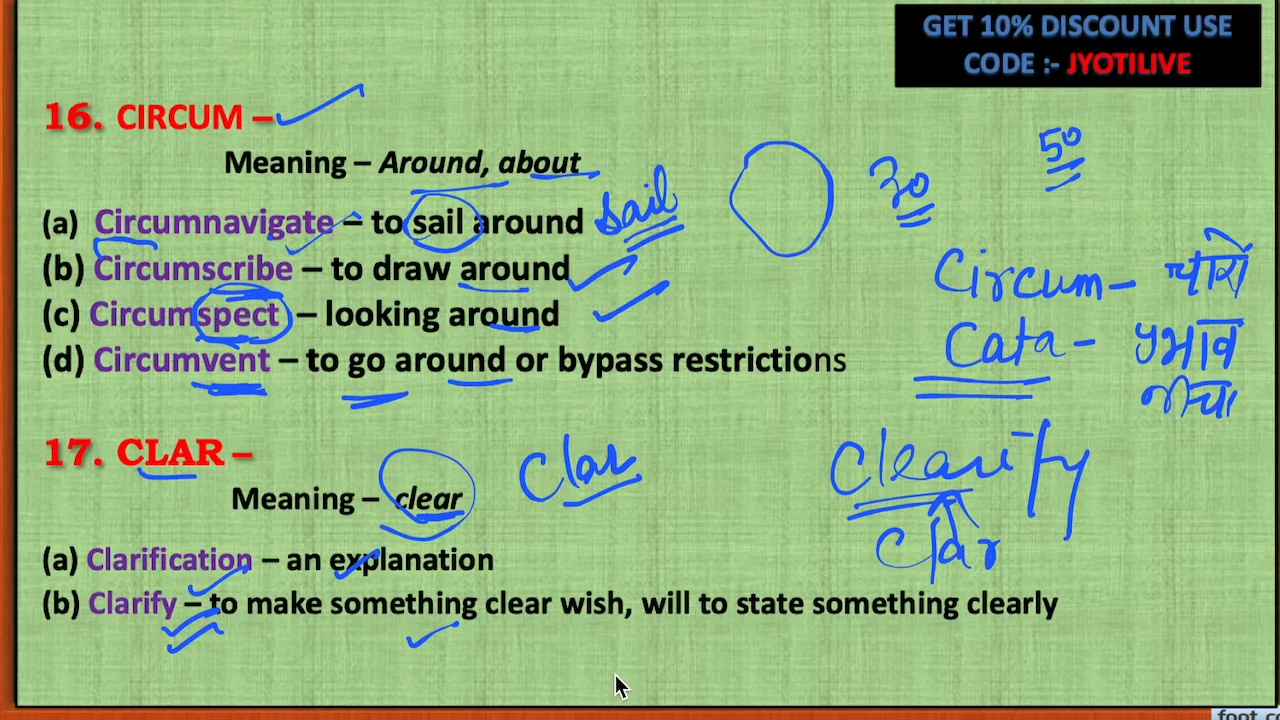 GET 10% DISCOUNT USE
CODE :- JYOTILIVE
16. CIRCUM –
Meaning – Around, about
50
30
(a) Circumnavigate – to sail around
sail
(b) Circumscribe – to draw around
Circum – चारो
(c) Circumspect – looking around
Cata – प्रभाव
(d) Circumvent – to go around or bypass restrictions
नीचा
17. CLAR –
Meaning – clear
Clar
Clearify
Clar
(a) Clarification – an explanation
(b) Clarify – to make something clear wish, will to state something clearly